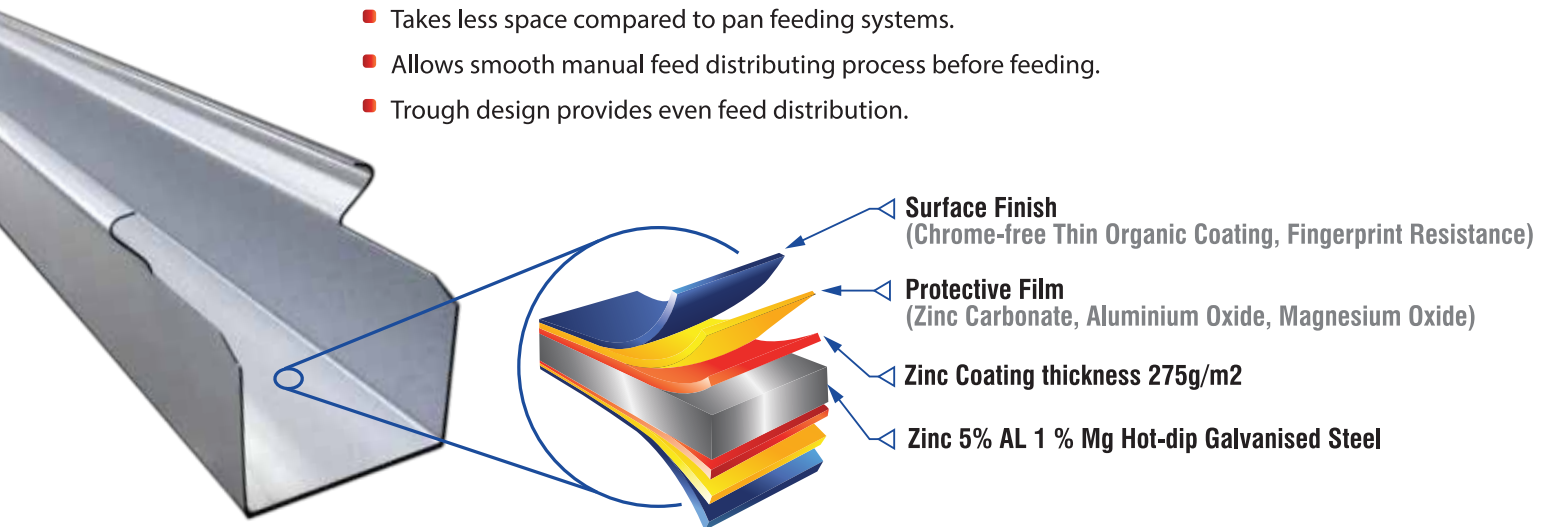 Takes less space compared to pan feeding systems.
Allows smooth manual feed distributing process before feeding.
Trough design provides even feed distribution.
Surface Finish
(Chrome-free Thin Organic Coating, Fingerprint Resistance)
Protective Film
(Zinc Carbonate, Aluminium Oxide, Magnesium Oxide)
Zinc Coating thickness 275g/m2
Zinc 5% AL 1 % Mg Hot-dip Galvanised Steel